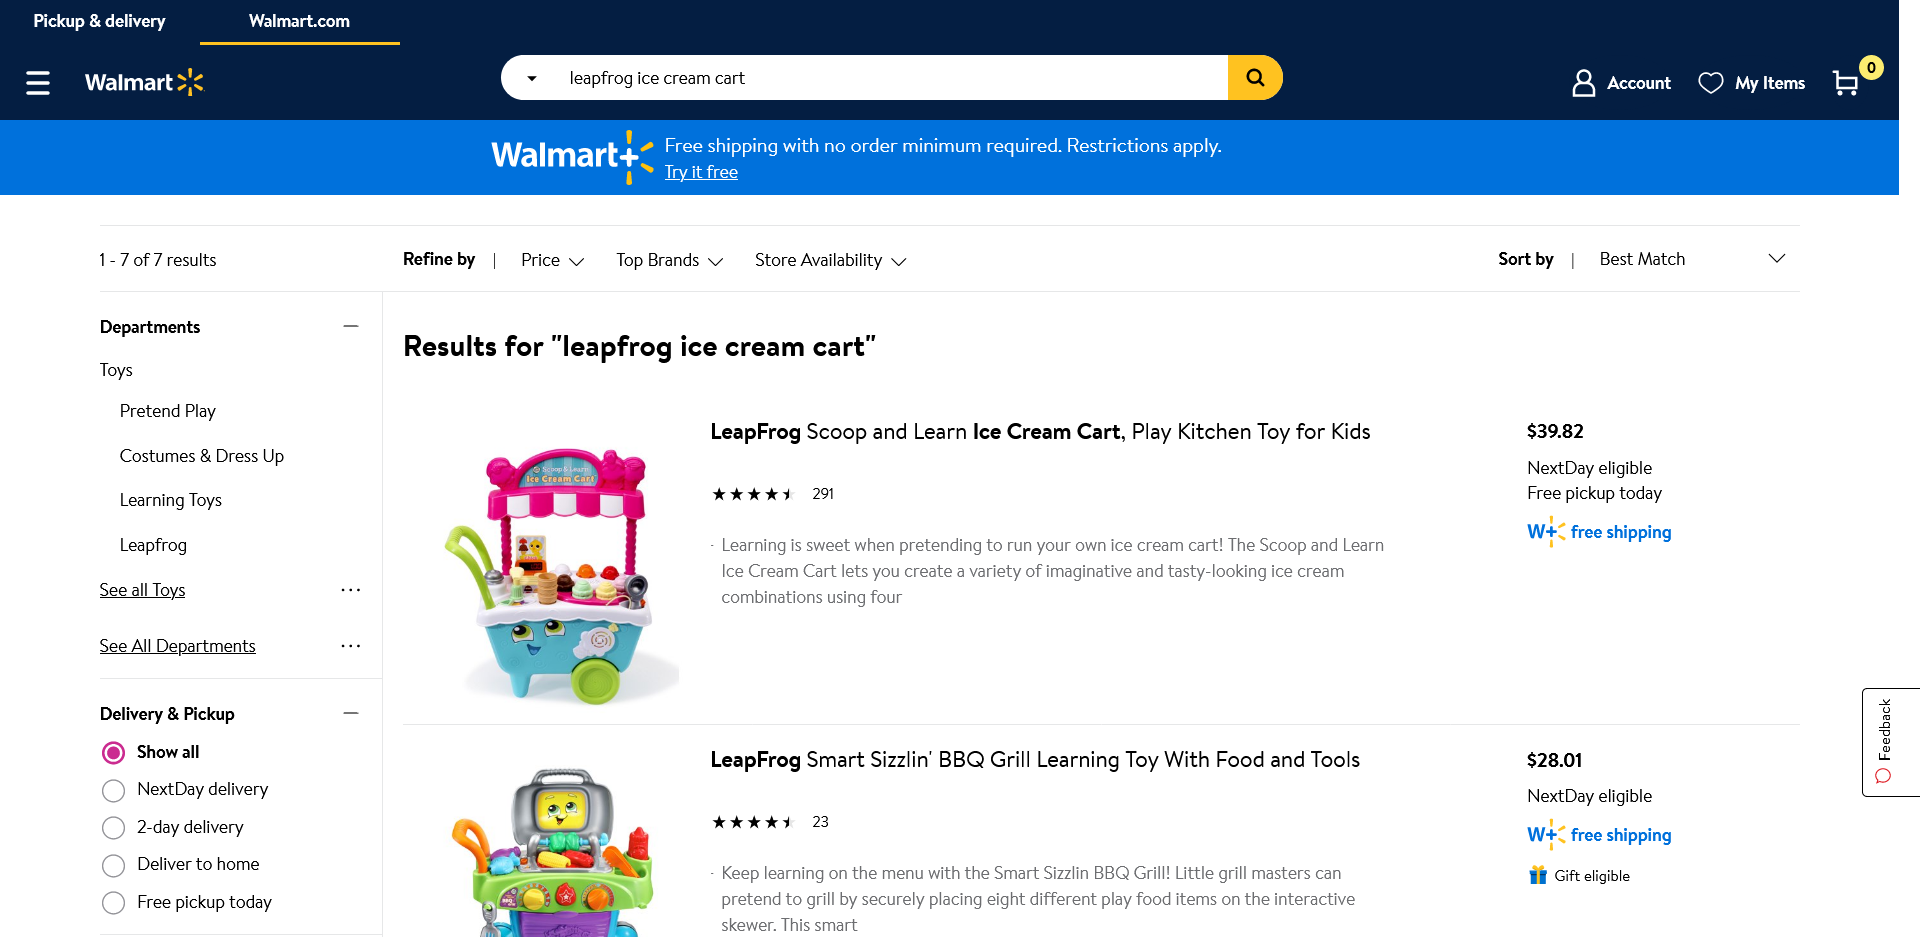 Pickup & delivery
Walmart.com
Walmart
leapfrog ice cream cart
Account
My Items
0
Walmart+
Free shipping with no order minimum required. Restrictions apply.
Try it free
1 - 7 of 7 results
Refine by | Price Top Brands Store Availability
Sort by | Best Match
Departments
Toys
Pretend Play
Costumes & Dress Up
Learning Toys
Leapfrog
See all Toys ...
See All Departments ...
Delivery & Pickup
Show all
NextDay delivery
2-day delivery
Deliver to home
Free pickup today
Results for "leapfrog ice cream cart"
Scoop & Learn
Ice Cream Cart
LeapFrog Scoop and Learn Ice Cream Cart, Play Kitchen Toy for Kids
291
· Learning is sweet when pretending to run your own ice cream cart! The Scoop and Learn
Ice Cream Cart lets you create a variety of imaginative and tasty-looking ice cream
combinations using four
$39.82
NextDay eligible
Free pickup today
W+ free shipping
LeapFrog Smart Sizzlin' BBQ Grill Learning Toy With Food and Tools
23
· Keep learning on the menu with the Smart Sizzlin BBQ Grill! Little grill masters can
pretend to grill by securely placing eight different play food items on the interactive
skewer. This smart
$28.01
NextDay eligible
W+ free shipping
Gift eligible
Feedback